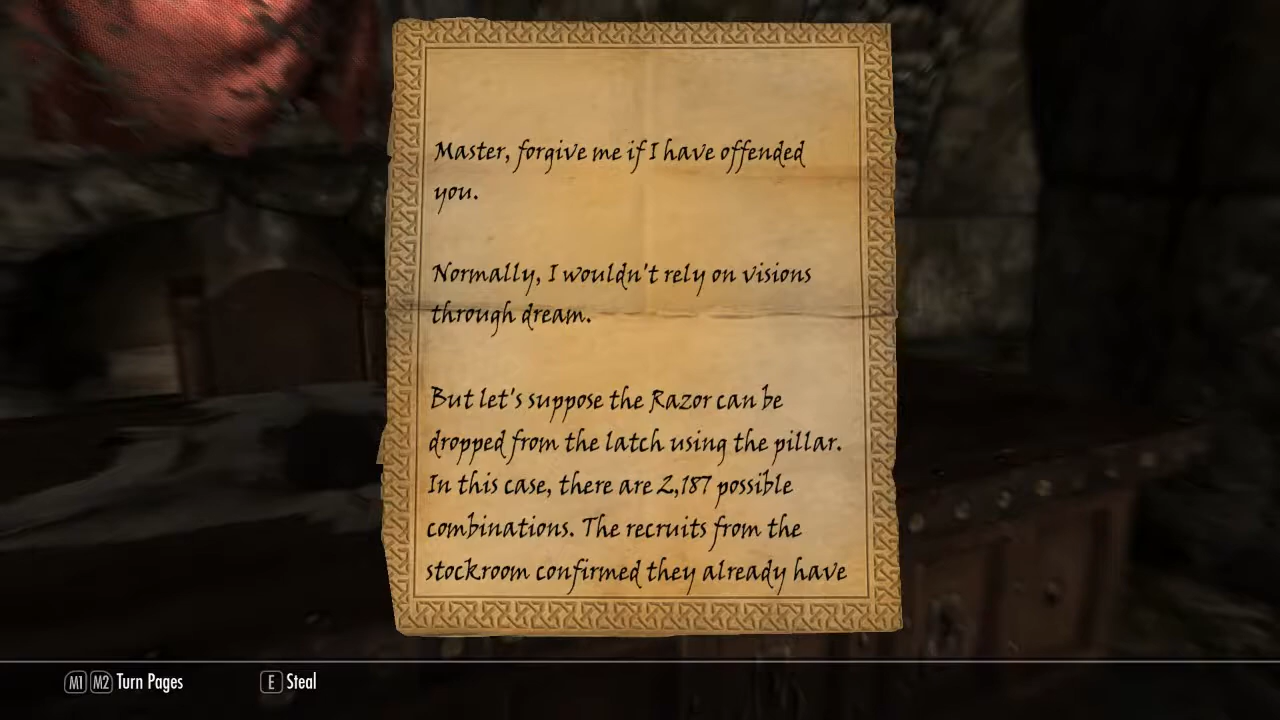 Master, forgive me if I have offended
you.
Normally, I wouldn't rely on visions
through dream.
But let's suppose the Razor can be
dropped from the latch using the pillar.
In this case, there are 2,187 possible
combinations. The recruits from the
stockroom confirmed they already have
M1 M2 Turn Pages
E Steal